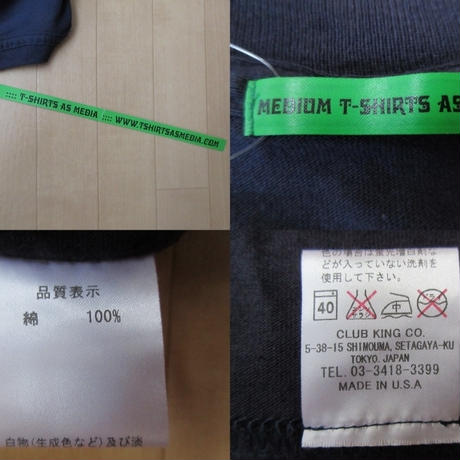 :::: T-SHIRTS AS MEDIA :::: WWW.TSHIRTSASMEDIA.COM
MEDIUM T-SHIRTS AS
品質表示
綿 100%
白物(生成色など)及び淡
色の場合は蛍光増白剤な
どが入っていない洗剤を
使用して下さい。
40
CLUB KING CO.
5-38-15 SHIMOUMA, SETAGAYA-KU
TOKYO. JAPAN
TEL. 03-3418-3399
MADE IN U.S.A